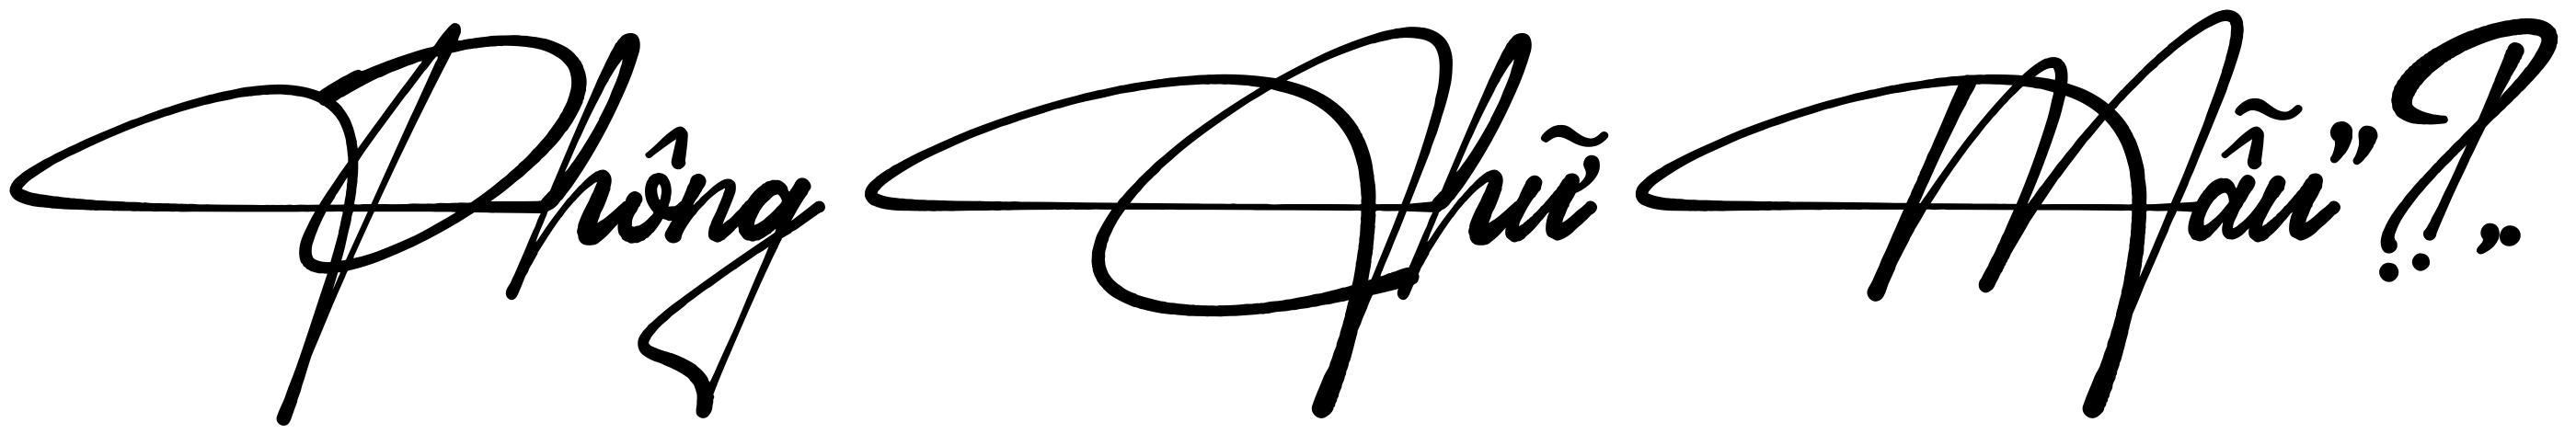 Phông Chữ Mẫu”?!,.